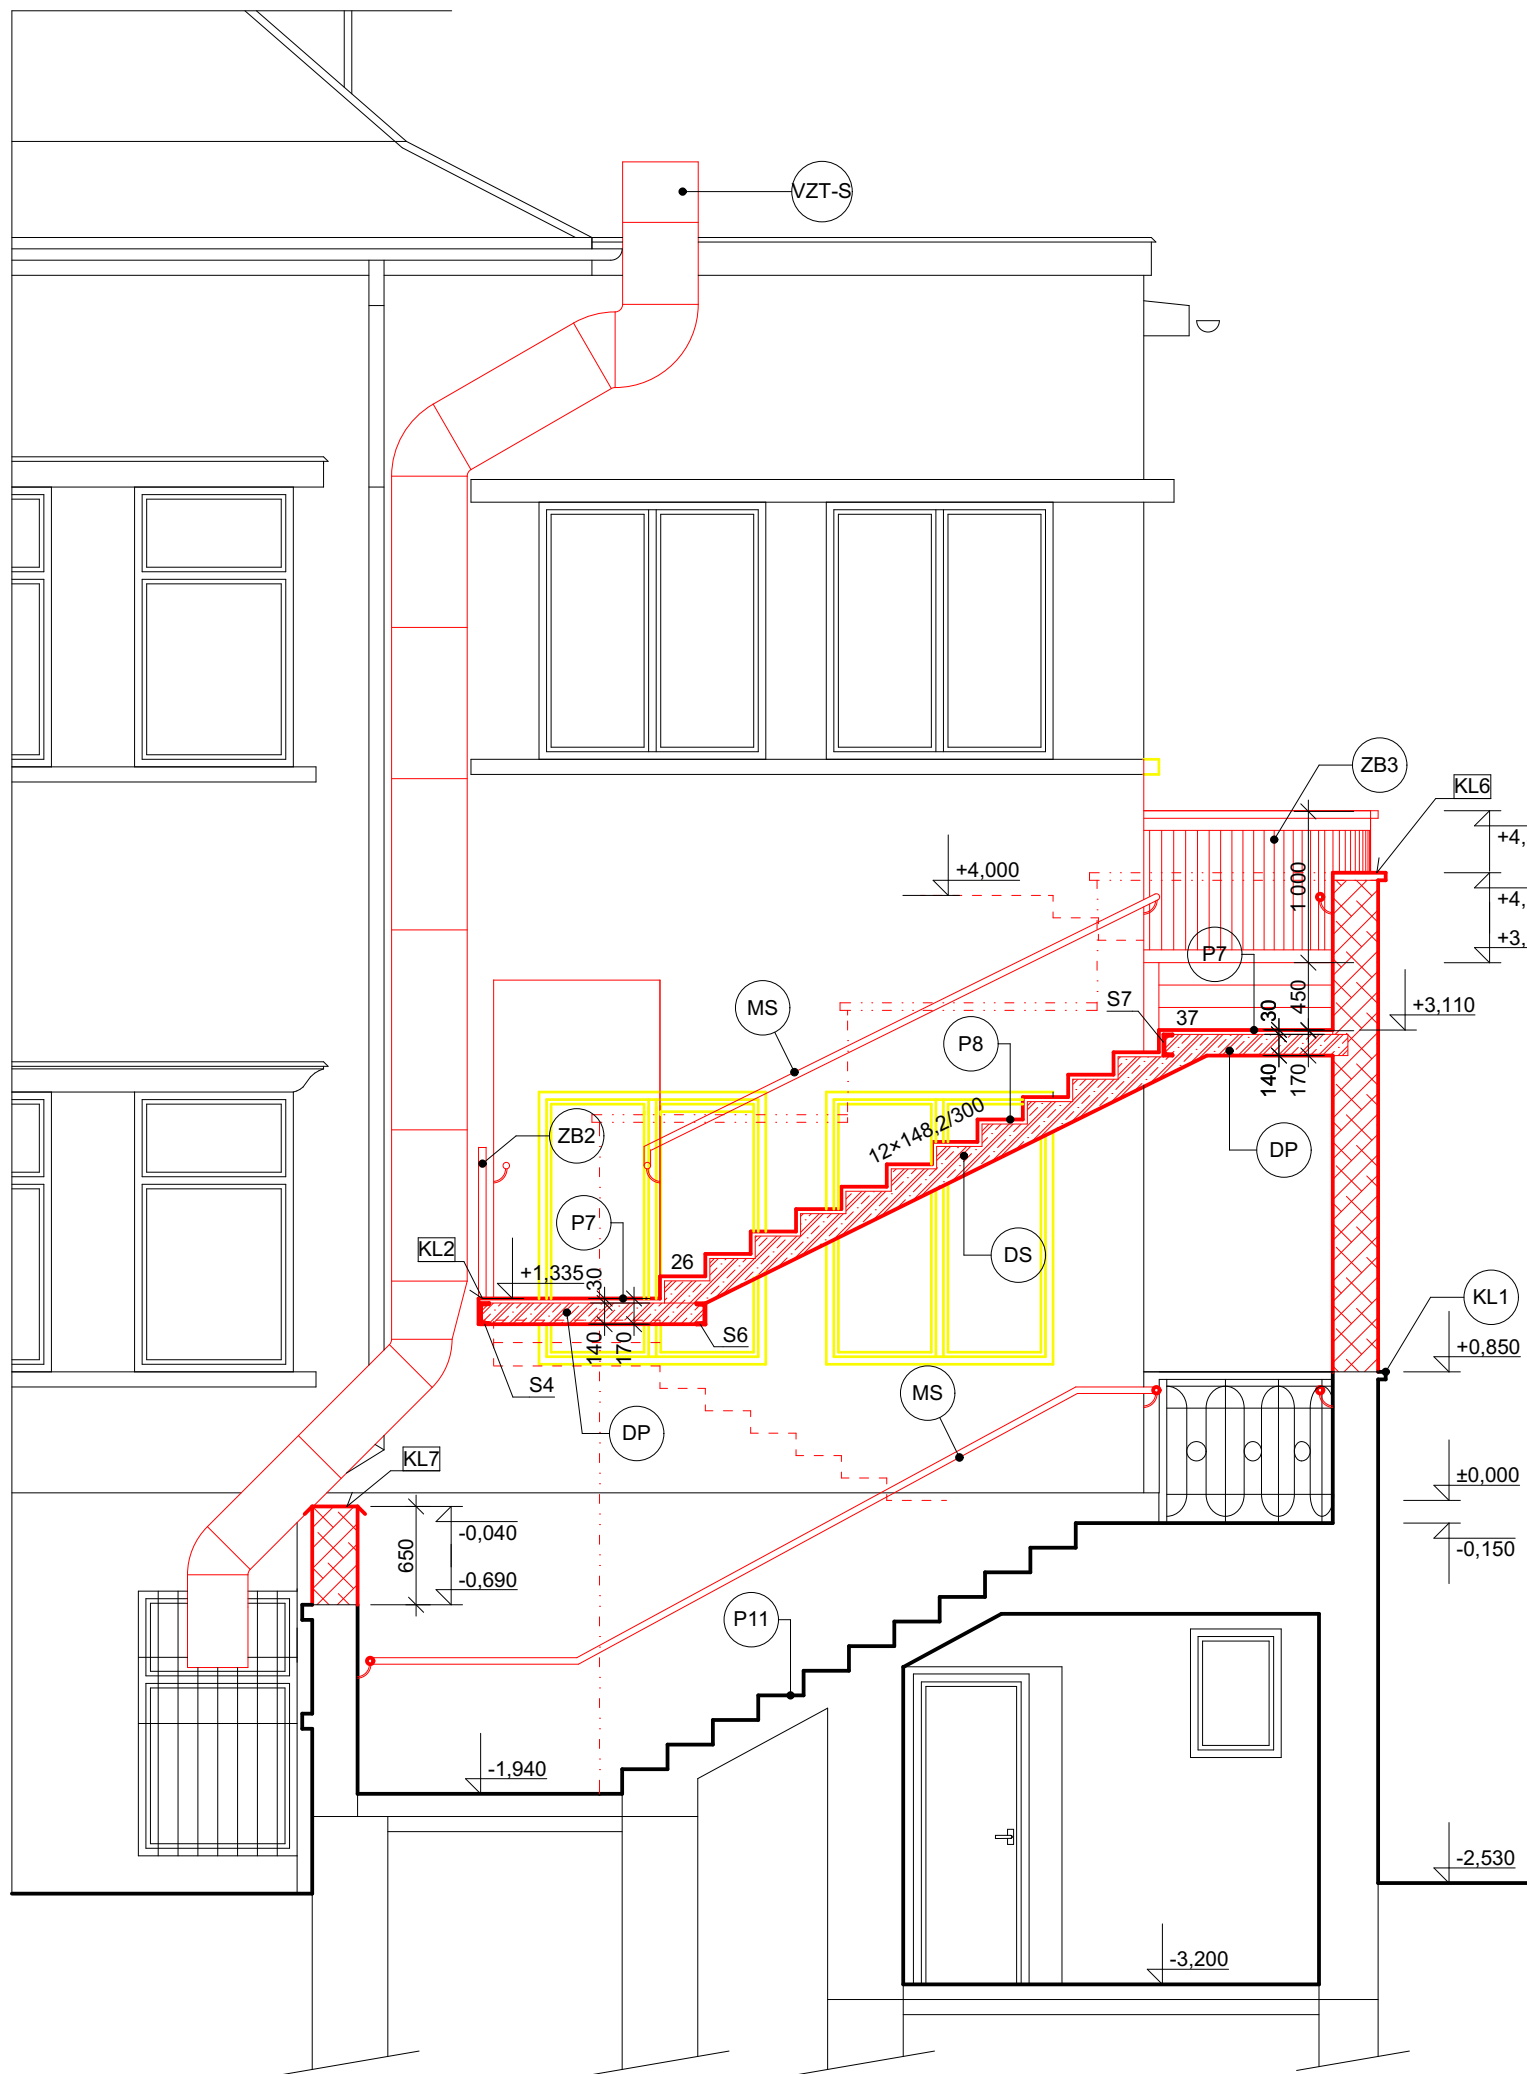 VZT-S
ZB3
KL6
+4,
+4,000
1 000
+4,
+3,
P7
MS
S7
37
30
450
+3,110
P8
140
170
12×148,2/300
ZB2
DP
P7
KL2
+1,335
30
26
DS
KL1
140
170
S6
+0,850
S4
MS
DP
KL7
±0,000
-0,040
650
-0,150
-0,690
P11
-1,940
-2,530
-3,200